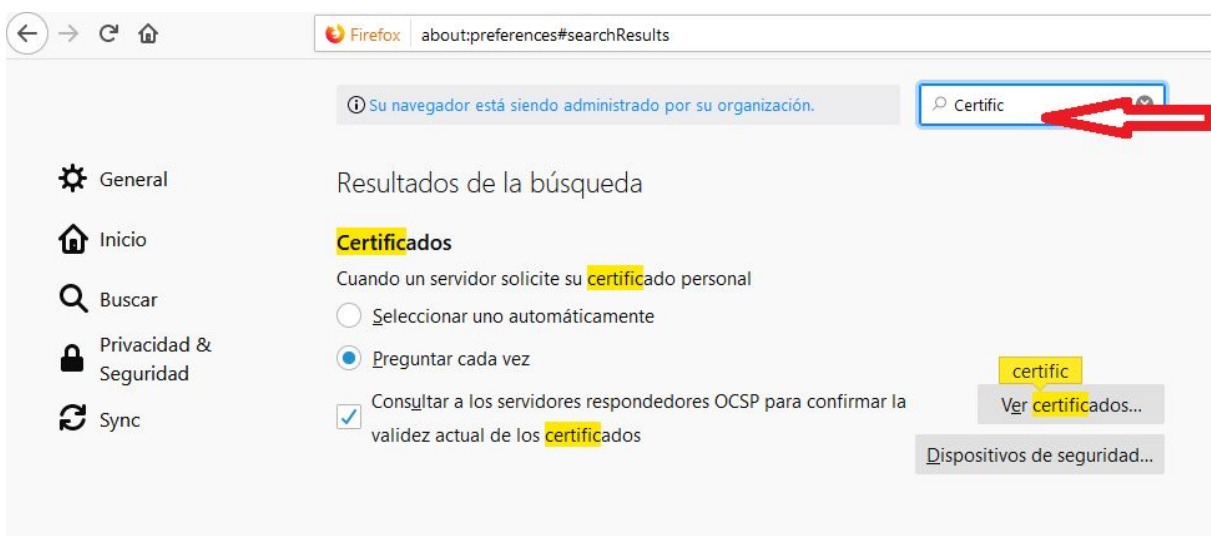 Firefox about:preferences#searchResults
Su navegador está siendo administrado por su organización.
Certific
General
Inicio
Buscar
Privacidad &
Seguridad
Sync
Resultados de la búsqueda
Certificados
Cuando un servidor solicite su certificado personal
Seleccionar uno automáticamente
Preguntar cada vez
Consultar a los servidores respondedores OCSP para confirmar la
validez actual de los certificados
certific
Ver certificados...
Dispositivos de seguridad...